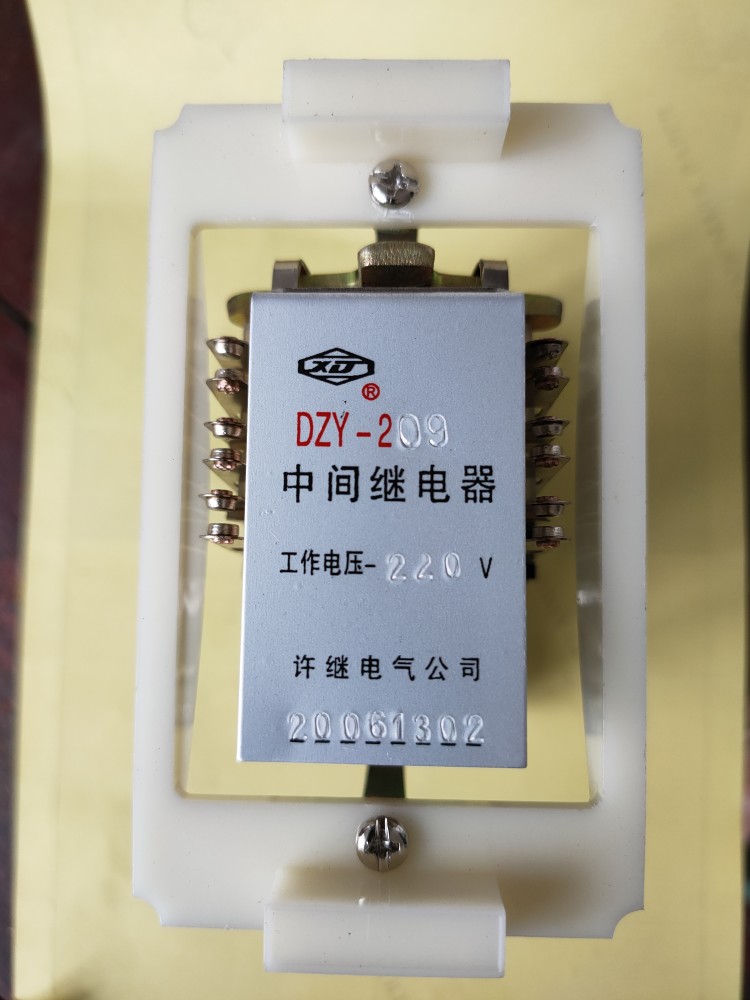 XJ
®
DZY-209
中间继电器
工作电压-220 V
许继电气公司
20061302